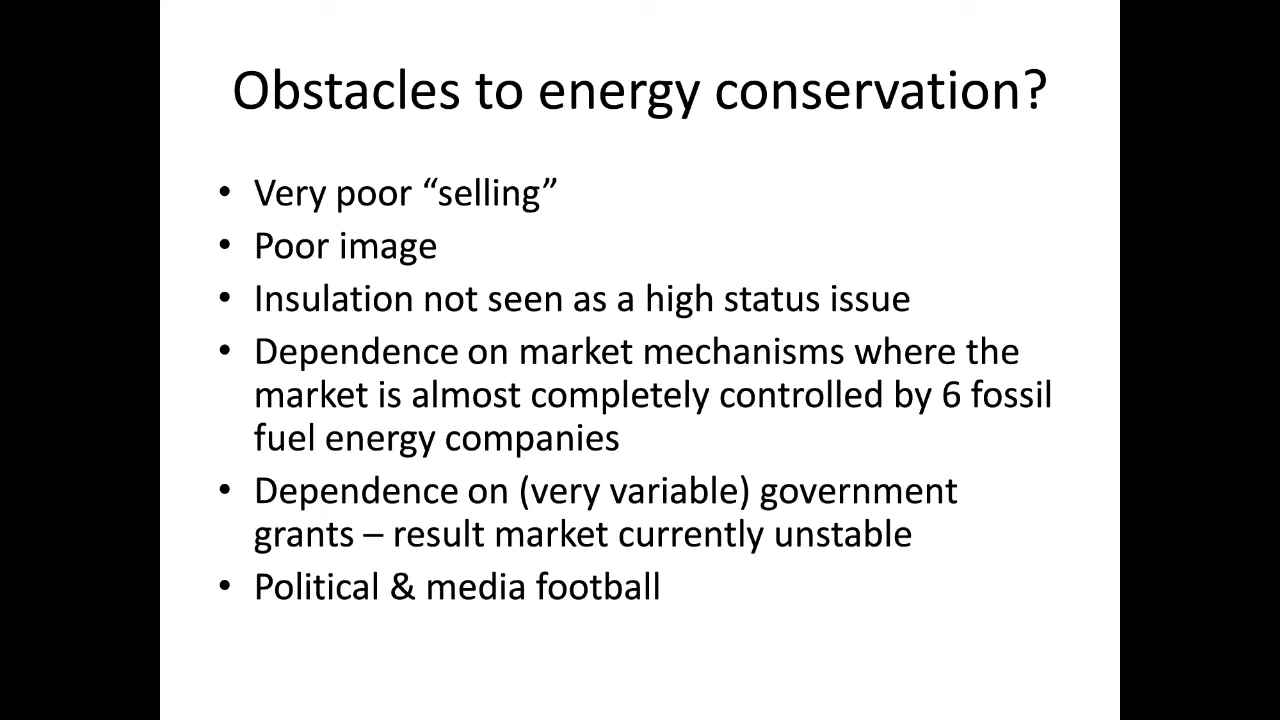 Obstacles to energy conservation?
• Very poor “selling”
• Poor image
• Insulation not seen as a high status issue
• Dependence on market mechanisms where the
market is almost completely controlled by 6 fossil
fuel energy companies
• Dependence on (very variable) government
grants – result market currently unstable
• Political & media football